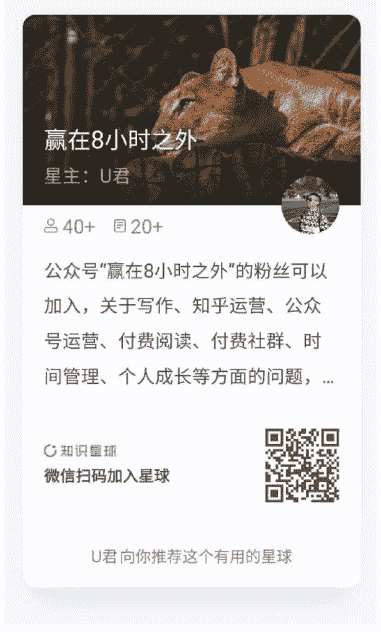 赢在8小时之外
星主：U君
40+ 20+
公众号“赢在8小时之外”的粉丝可以
加入，关于写作、知乎运营、公众
号运营、付费阅读、付费社群、时
间管理、个人成长等方面的问题，...
知识星球
微信扫码加入星球
U君向你推荐这个有用的星球